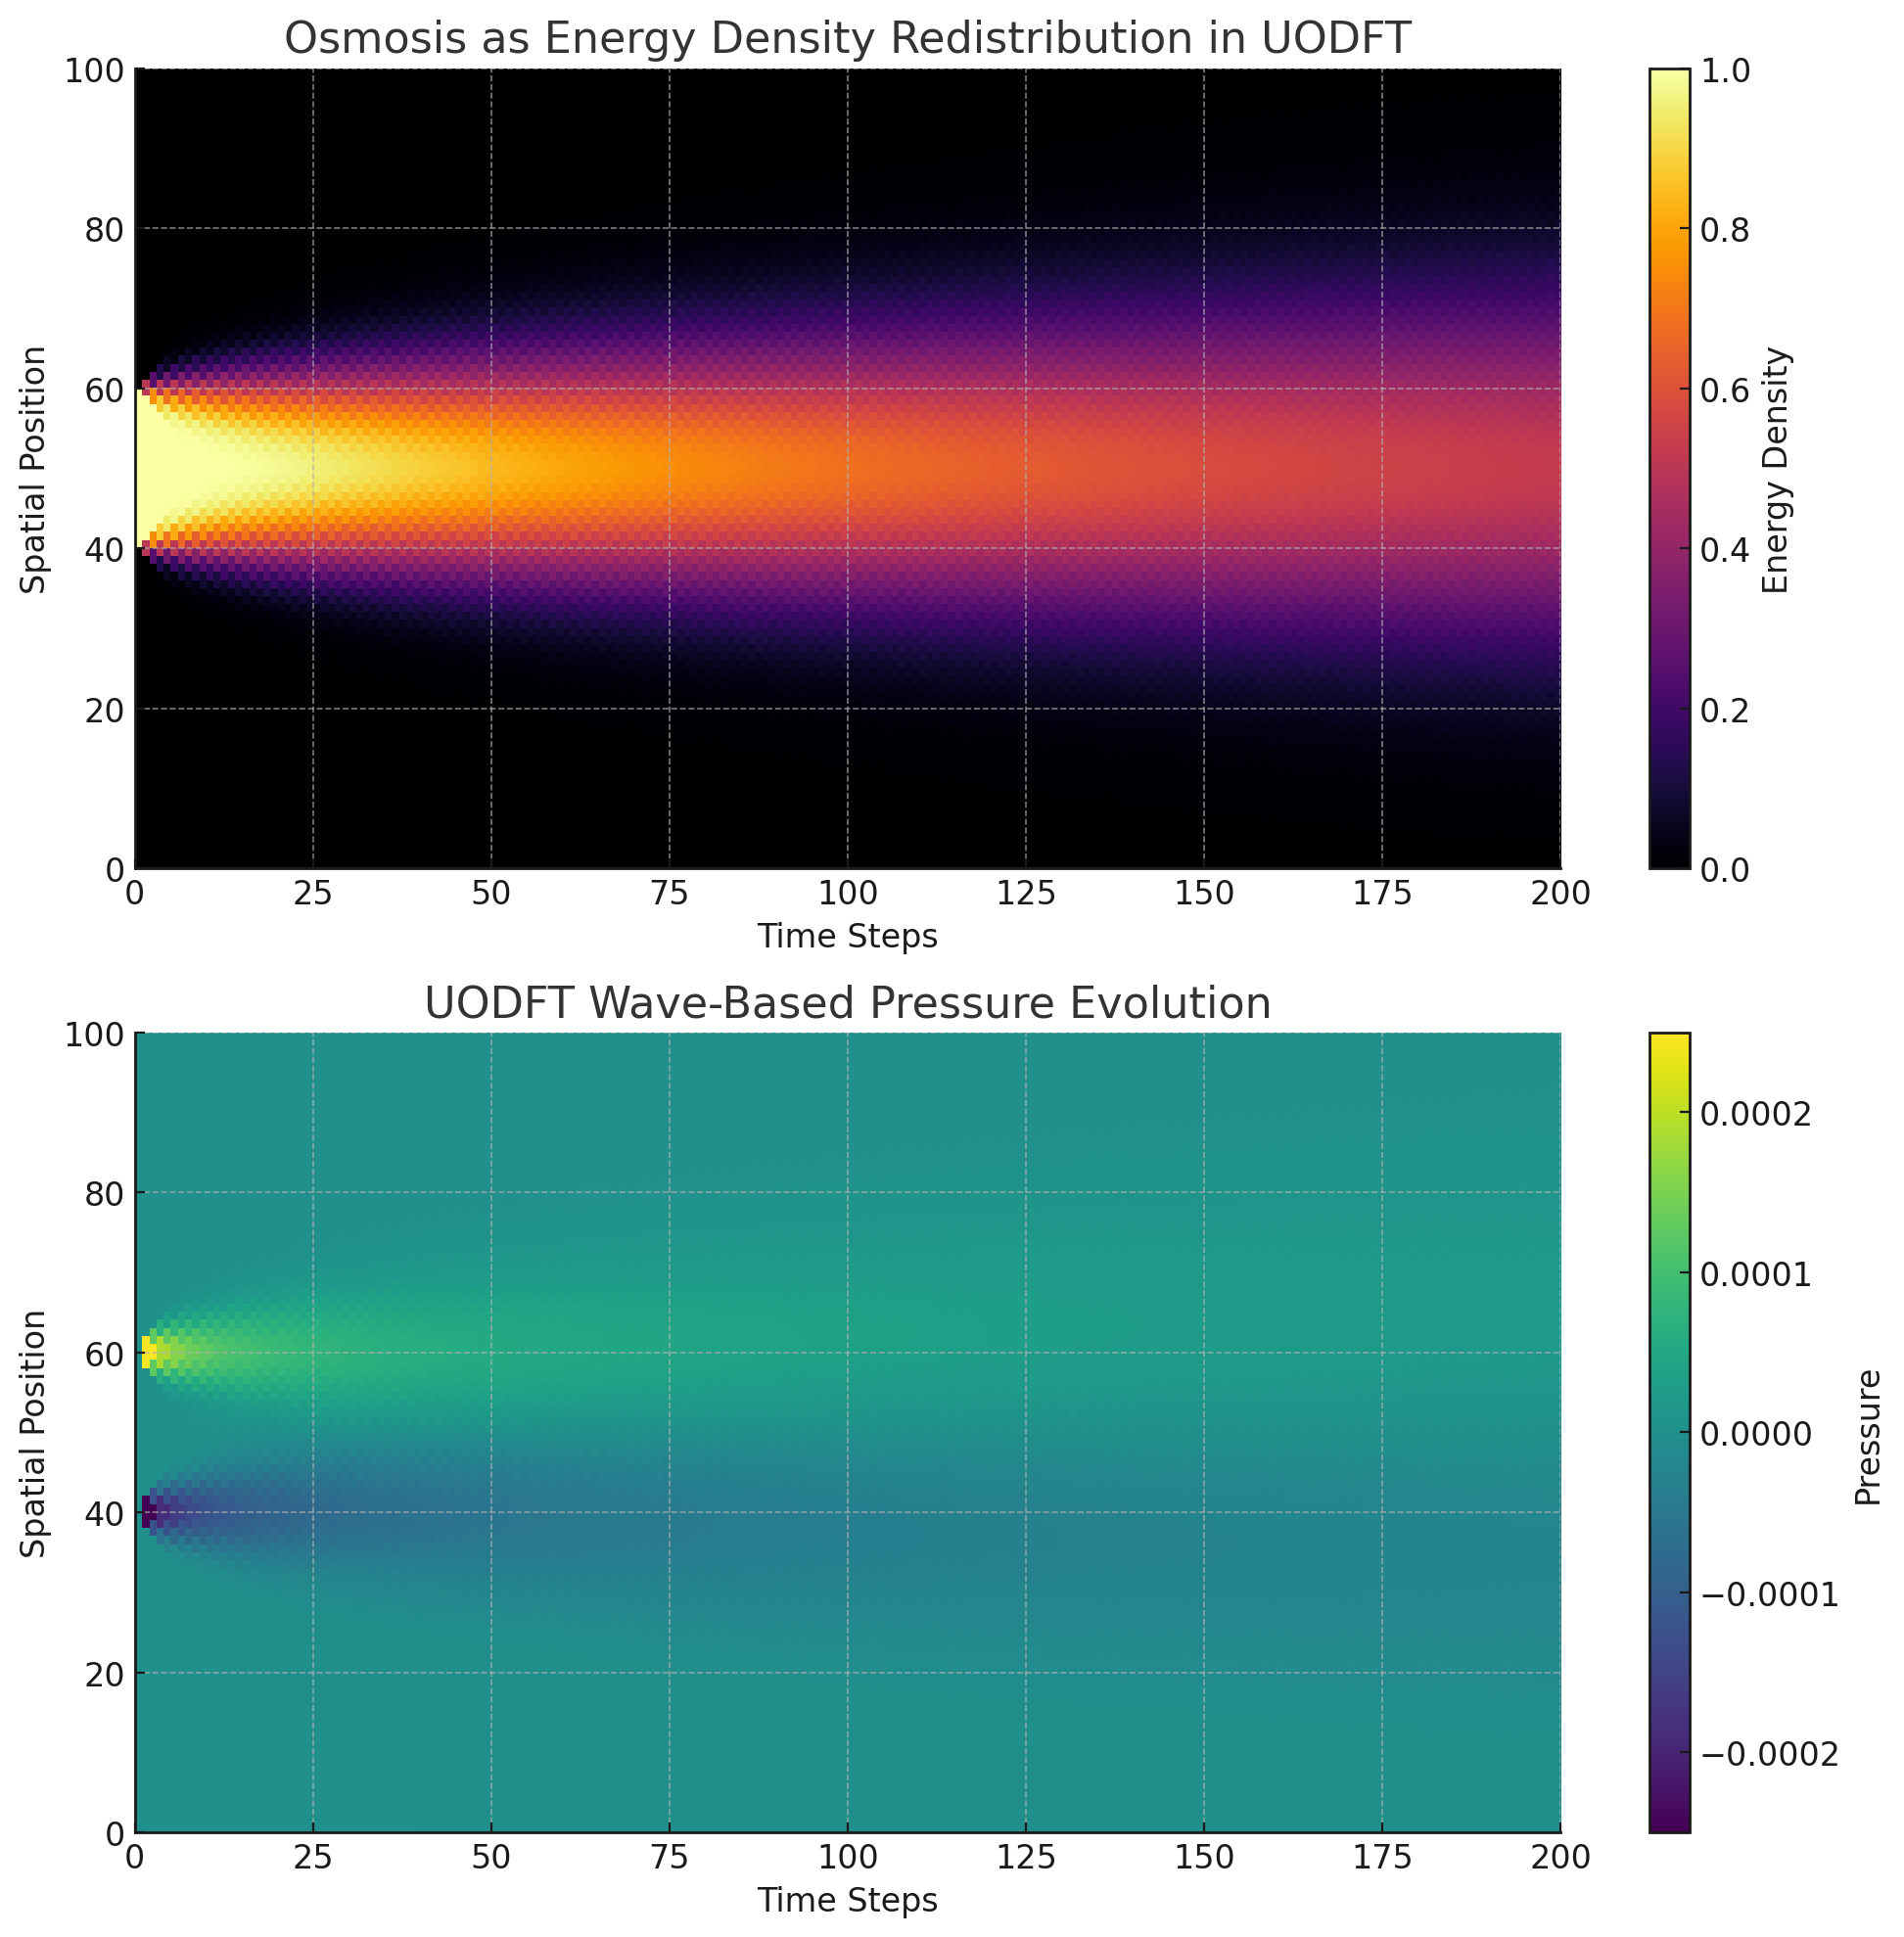 Osmosis as Energy Density Redistribution in UODFT
100
80
60
40
20
0
Spatial Position
0 25 50 75 100 125 150 175 200
Time Steps
1.0
0.8
0.6
0.4
0.2
0.0
Energy Density
UODFT Wave-Based Pressure Evolution
100
80
60
40
20
0
Spatial Position
0 25 50 75 100 125 150 175 200
Time Steps
0.0002
0.0001
0.0000
−0.0001
−0.0002
Pressure